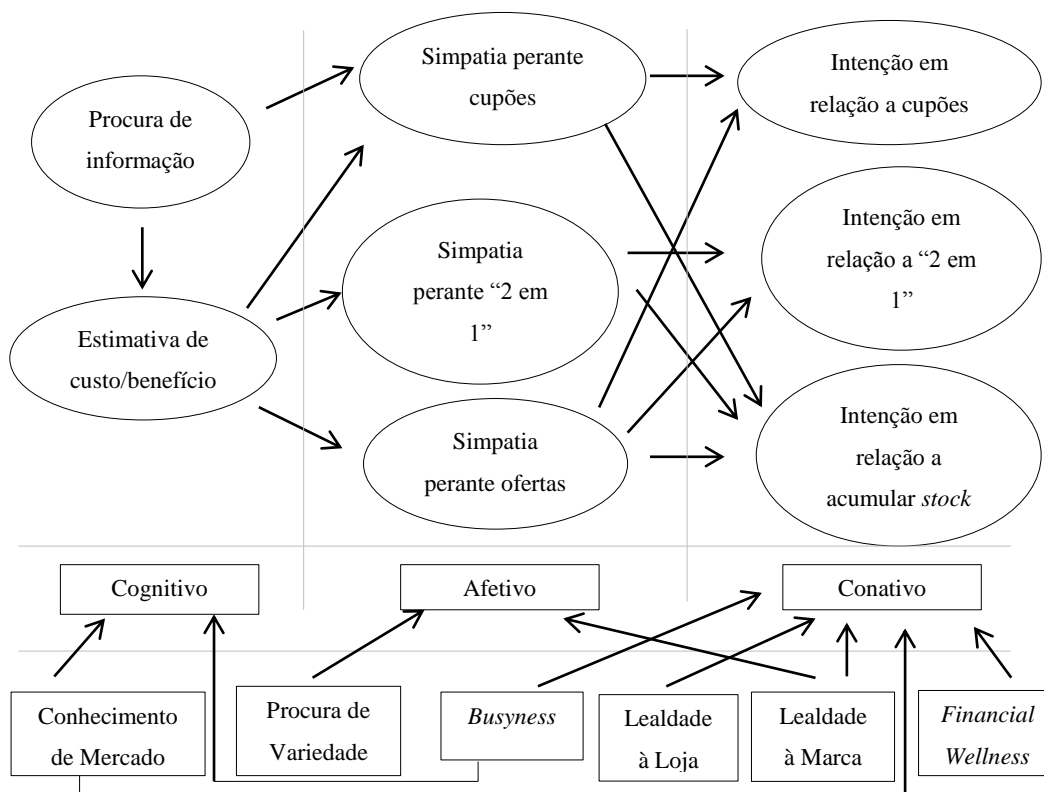 Procura de
informação
Simpatia perante
cupões
Intenção em
relação a cupões
Estimativa de
custo/benefício
Simpatia
perante “2 em
1”
Intenção em
relação a “2 em
1”
Simpatia
perante ofertas
Intenção em
relação a
acumular stock
Cognitivo
Afetivo
Conativo
Conhecimento
de Mercado
Procura de
Variedade
Busyness
Lealdade
à Loja
Lealdade
à Marca
Financial
Wellness